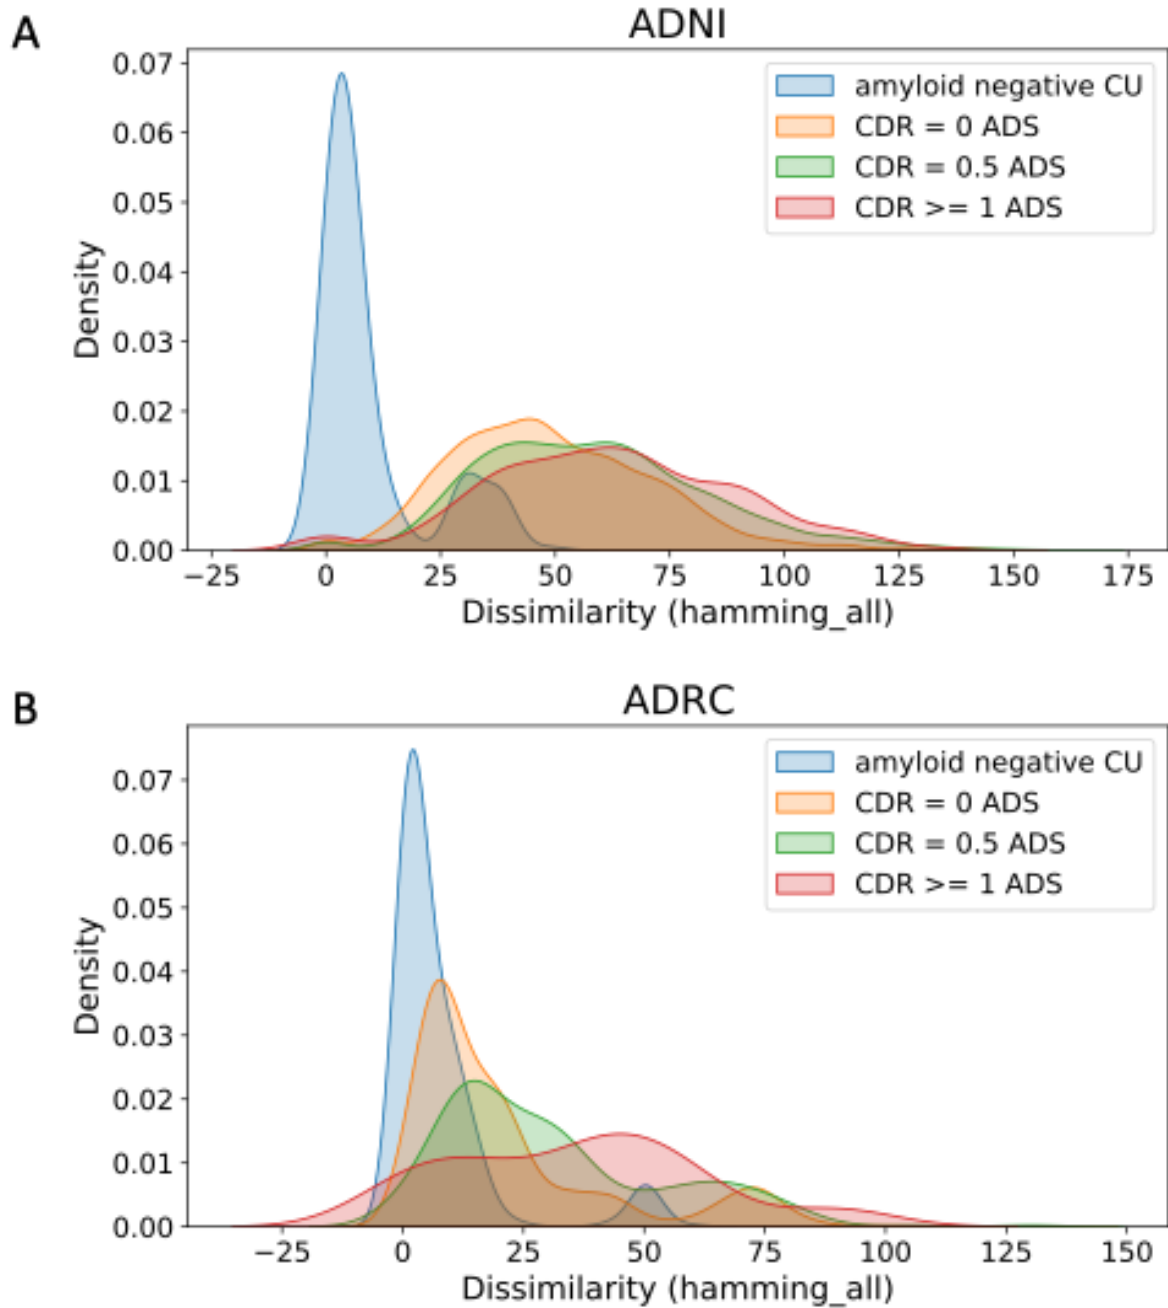 A
ADNI
0.07
0.06
0.05
0.04
0.03
0.02
0.01
0.00
Density
amyloid negative CU
CDR = 0 ADS
CDR = 0.5 ADS
CDR >= 1 ADS
−25 0 25 50 75 100 125 150 175
Dissimilarity (hamming_all)
B
ADRC
0.07
0.06
0.05
0.04
0.03
0.02
0.01
0.00
Density
amyloid negative CU
CDR = 0 ADS
CDR = 0.5 ADS
CDR >= 1 ADS
−25 0 25 50 75 100 125 150
Dissimilarity (hamming_all)